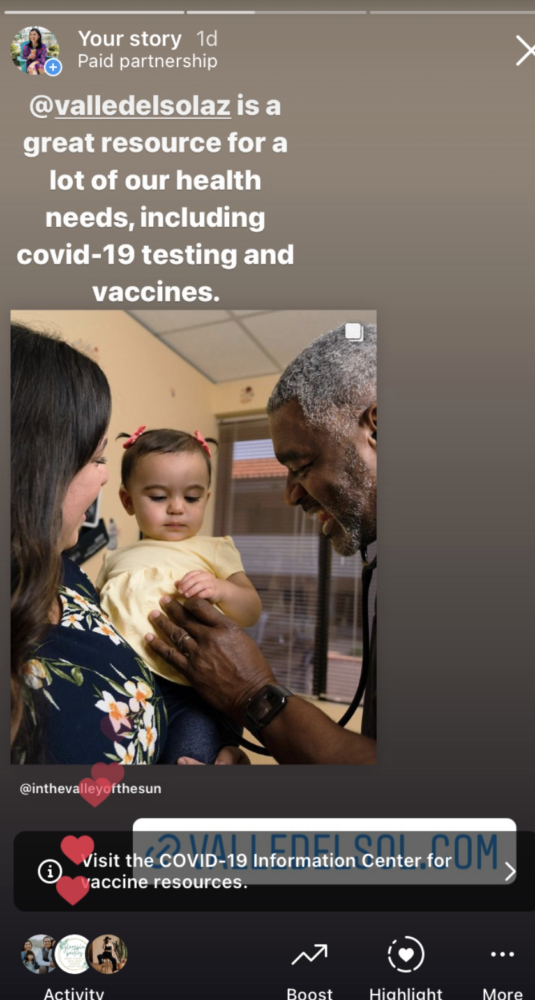 Your story 1d
Paid partnership
@valledelsolaz is a
great resource for a
lot of our health
needs, including
covid-19 testing and
vaccines.
@inthevalleyofthesun
VALLEDELSOL.COM
Visit the COVID-19 Information Center for
vaccine resources.
Activity
Boost
Highlight
More